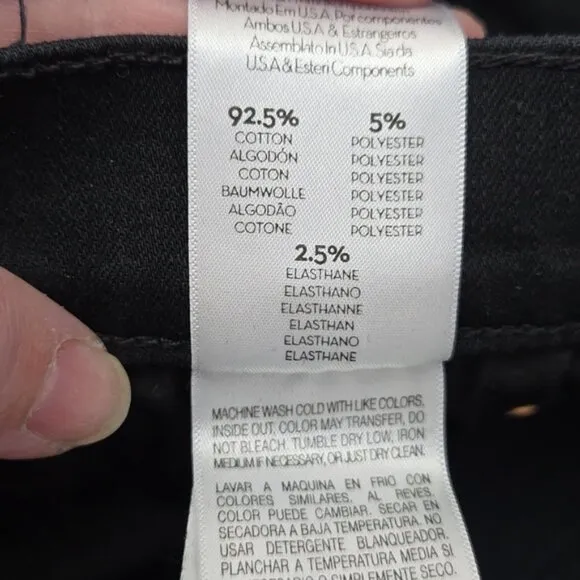 Montado Em U.S.A. Por componentes
Ambos U.S.A & Estrangeiros
Assemblato In U.S.A Sia da
U.S.A & Esteri Components
92.5%
COTTON
ALGODÓN
COTON
BAUMWOLLE
ALGODÃO
COTONE
5%
POLYESTER
POLYESTER
POLYESTER
POLYESTER
POLYESTER
POLYESTER
2.5%
ELASTHANE
ELASTHANO
ELASTHANNE
ELASTHAN
ELASTHANO
ELASTHANE
MACHINE WASH COLD WITH LIKE COLORS,
INSIDE OUT. COLOR MAY TRANSFER, DO
NOT BLEACH. TUMBLE DRY LOW, IRON
MEDIUM IF NECESSARY, OR JUST DRY CLEAN.
LAVAR A MAQUINA EN FRIO CON
COLORES SIMILARES, AL REVES.
COLOR PUEDE CAMBIAR. SECAR EN
SECADORA A BAJA TEMPERATURA. NO
USAR DETERGENTE BLANQUEADOR.
PLANCHAR A TEMPERATURA MEDIA SI
O SIMPLEMENTE SECO.